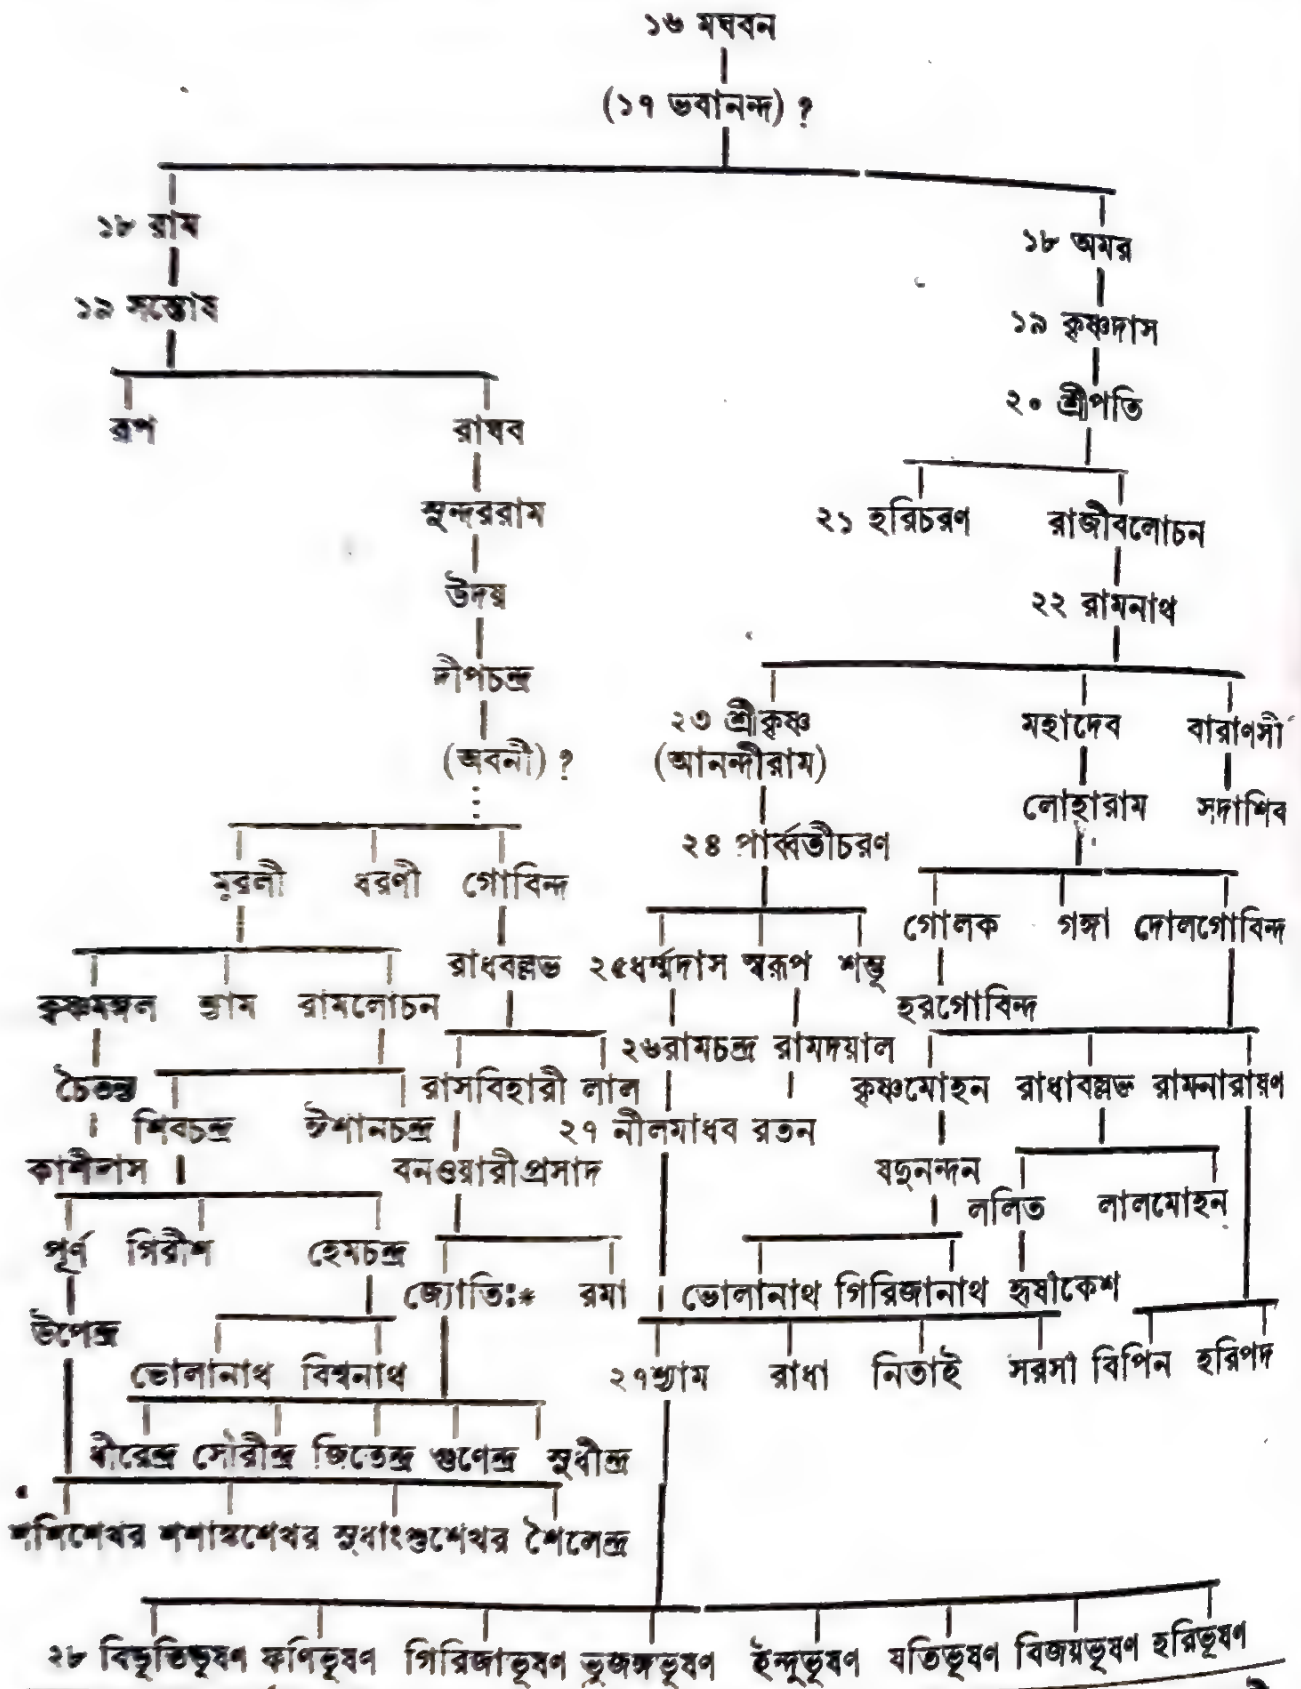 ১৬ মঘবন
(১৭ ভবানন্দ) ?
১৮ রাম
১৮ অমর
১৯ সন্তোষ
১৯ কৃষ্ণদাস
২০ শ্রীপতি
রূপ রাঘব
২১ হরিচরণ রাজীবলোচন
সুন্দররাম
উদয়
২২ রামনাথ
দীপচন্দ্র
২৩ শ্রীকৃষ্ণ মহাদেব বারাণসী
(অবনী) ? (আনন্দীরাম)
লোহারাম সদাশিব
২৪ পার্ব্বতীচরণ
মুরলী ধরণী গোবিন্দ
গোলক গঙ্গা দোলগোবিন্দ
রাধবল্লভ ২৫ধর্ম্মদাস স্বরূপ শম্ভু
কৃষ্ণমঙ্গল শ্যাম রামলোচন হরগোবিন্দ
২৬রামচন্দ্র রামদয়াল
চৈতন্য রাসবিহারী লাল কৃষ্ণমোহন রাধাবল্লভ রামনারায়ণ
শিবচন্দ্র ঈশানচন্দ্র ২৭ নীলমাধব রতন
কাশীদাস বনওয়ারীপ্রসাদ যদুনন্দন
ললিত লালমোহন
পূর্ণ গিরীশ হেমচন্দ্র
জ্যোতিঃ* রমা ভোলানাথ গিরিজানাথ হৃষীকেশ
উপেন্দ্র
ভোলানাথ বিশ্বনাথ ২৭শ্যাম রাধা নিতাই সরসী বিপিন হরিপদ
ধীরেন্দ্র সৌরীন্দ্র জিতেন্দ্র গুণেন্দ্র সুধীন্দ্র
শশিশেখর শশাঙ্কশেখর সুধাংশুশেখর শৈলেন্দ্র
২৮ বিভূতিভূষণ ফণিভূষণ গিরিজাভূষণ ভুজঙ্গভূষণ ইন্দুভূষণ যতিভূষণ বিজয়ভূষণ হরিভূষণ